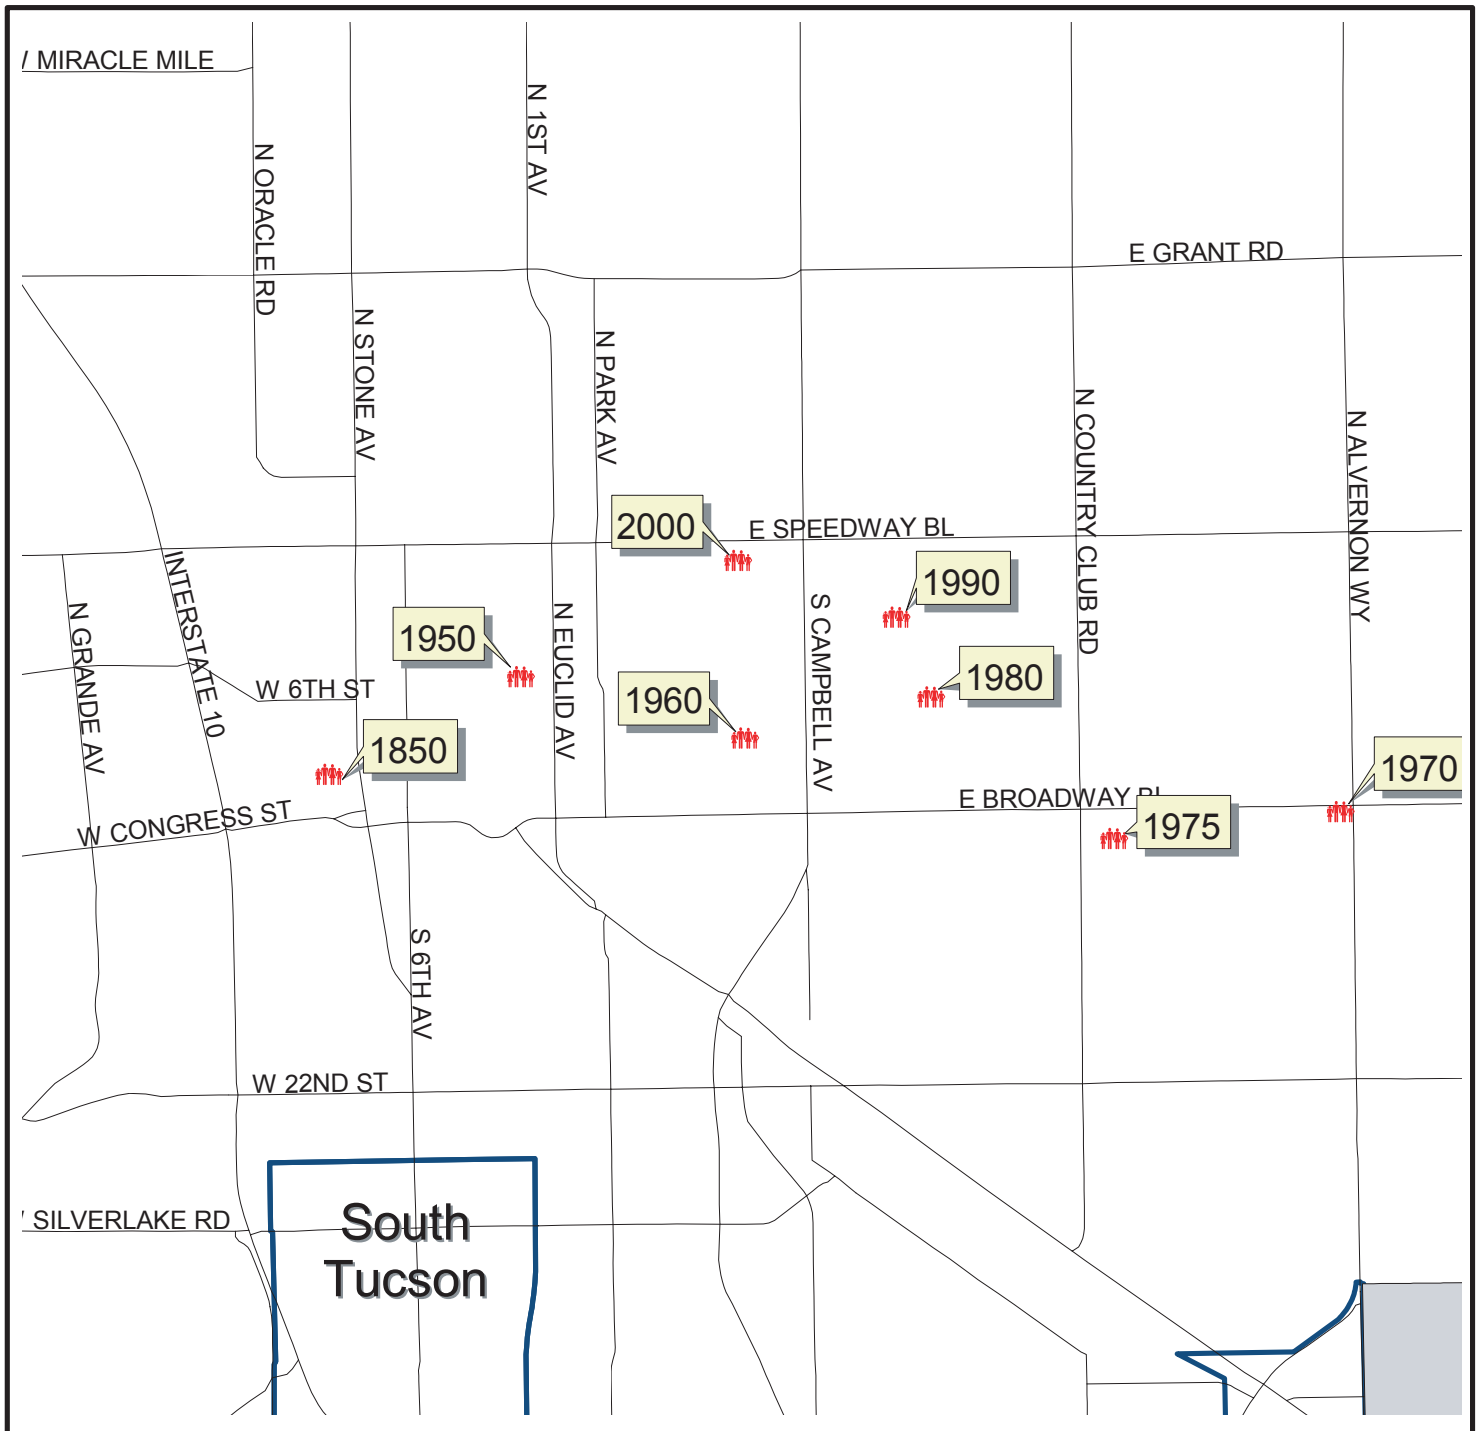 / MIRACLE MILE
N 1ST AV
N ORACLE RD
E GRANT RD
N STONE AV
N PARK AV
N COUNTRY CLUB RD
N ALVERNON WY
2000
E SPEEDWAY BL
INTERSTATE 10
1990
S CAMPBELL AV
N GRANDE AV
1950
N EUCLID AV
W 6TH ST
1960
1980
1850
1970
W CONGRESS ST
E BROADWAY BL
1975
S 6TH AV
W 22ND ST
/ SILVERLAKE RD
South
Tucson